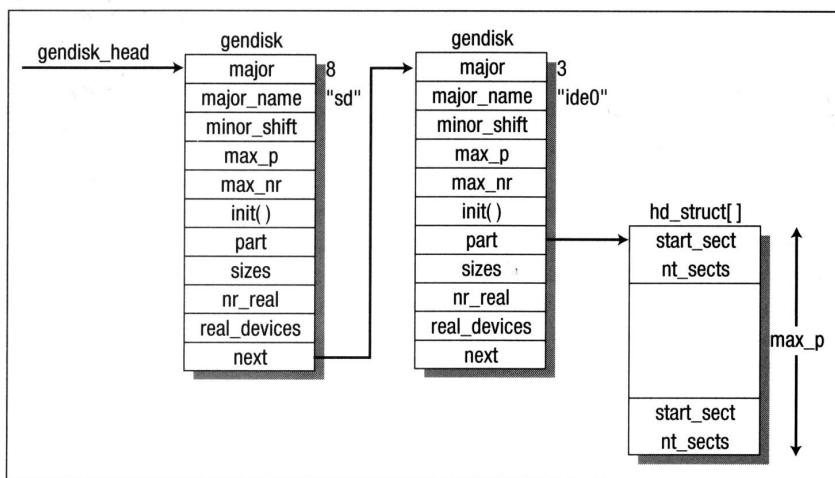 gendisk_head
gendisk
major
8
major_name
"sd"
minor_shift
max_p
max_nr
init( )
part
sizes
nr_real
real_devices
next
gendisk
major
3
major_name
"ide0"
minor_shift
max_p
max_nr
init( )
part
sizes
nr_real
real_devices
next
hd_struct[ ]
start_sect
nt_sects
max_p
start_sect
nt_sects